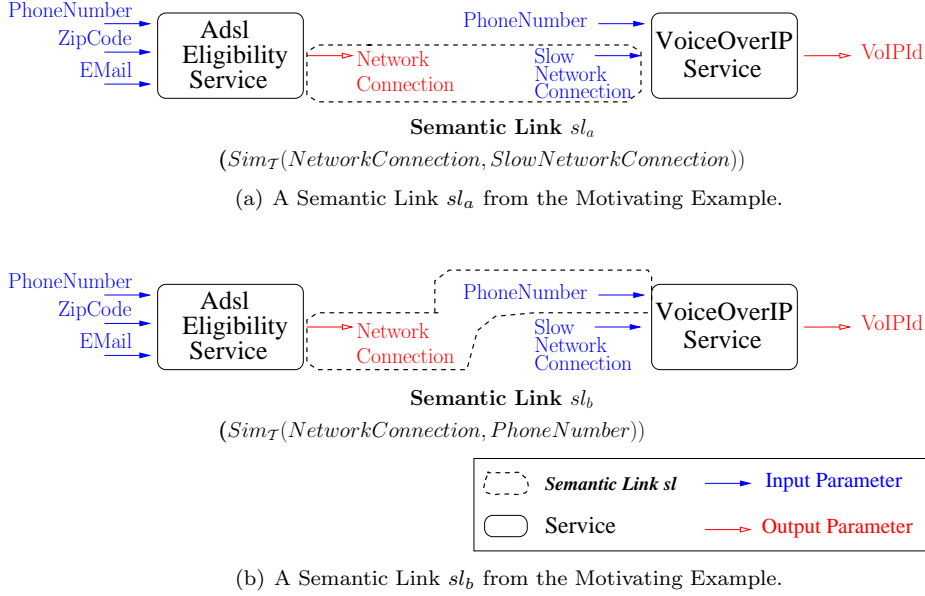 PhoneNumber
ZipCode
EMail
Adsl
Eligibility
Service
Network
Connection
PhoneNumber
Slow
Network
Connection
VoiceOverIP
Service
VoIPId
Semantic Link sl_a
(Sim_T(NetworkConnection, SlowNetworkConnection))
(a) A Semantic Link sl_a from the Motivating Example.
PhoneNumber
ZipCode
EMail
Adsl
Eligibility
Service
Network
Connection
PhoneNumber
Slow
Network
Connection
VoiceOverIP
Service
VoIPId
Semantic Link sl_b
(Sim_T(NetworkConnection, PhoneNumber))
Semantic Link sl
Input Parameter
Service
Output Parameter
(b) A Semantic Link sl_b from the Motivating Example.